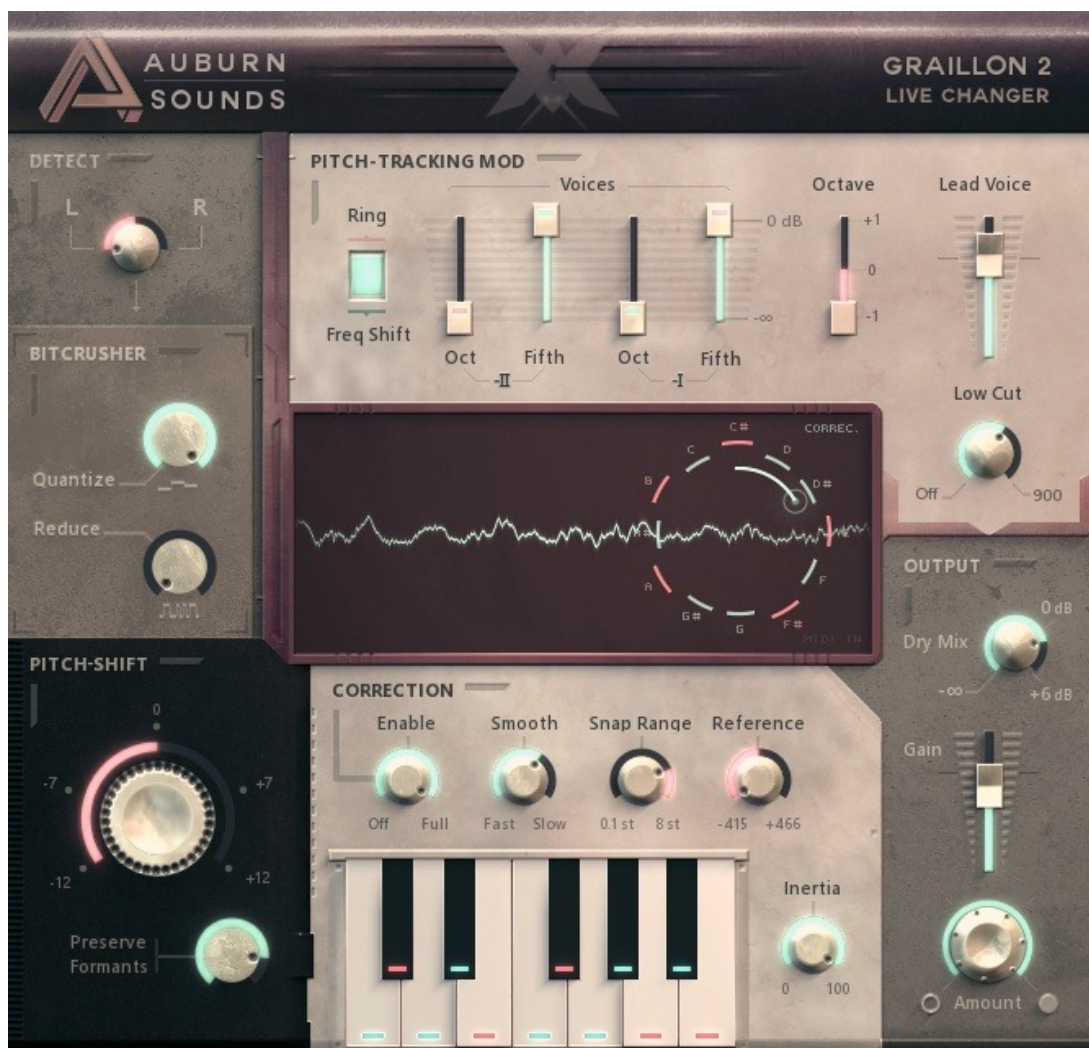 AUBURN
SOUNDS
GRAILLON 2
LIVE CHANGER
DETECT
L R
BITCRUSHER
Quantize
Reduce
PITCH-TRACKING MOD
Voices
Ring
Freq Shift
0 dB
-∞
Oct Fifth Oct Fifth
-II -I
Octave
+1
0
-1
Lead Voice
Low Cut
Off 900
CORREC.
C#
C D
B D#
A F
G# F#
G
MIDI IN
PITCH-SHIFT
0
-7 +7
-12 +12
Preserve
Formants
CORRECTION
Enable Smooth Snap Range Reference
Off Full Fast Slow 0.1 st 8 st -415 +466
Inertia
0 100
OUTPUT
0 dB
Dry Mix
-∞ +6 dB
Gain
Amount